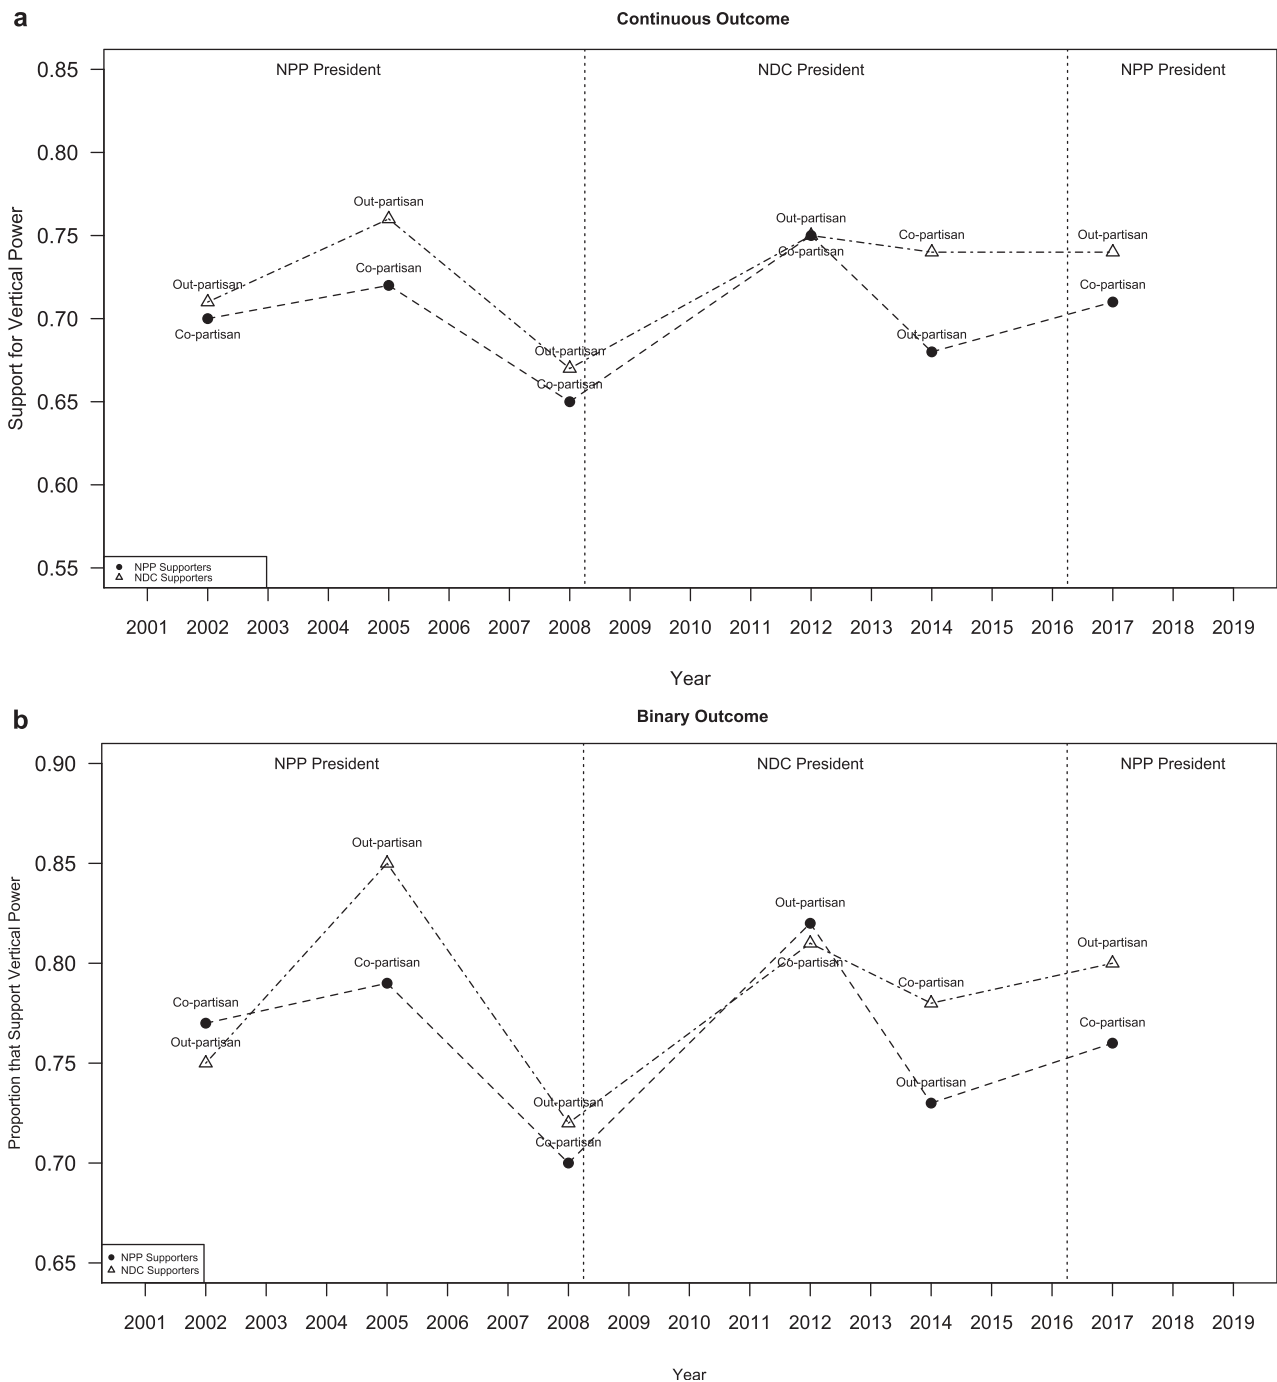 a
Continuous Outcome
NPP President
NDC President
NPP President
0.85
0.80
0.75
0.70
0.65
0.60
0.55
Support for Vertical Power
Out-partisan
Co-partisan
Out-partisan
Co-partisan
Out-partisan
Co-partisan
Out-partisan
Co-partisan
Co-partisan
Out-partisan
Out-partisan
Co-partisan
NPP Supporters
NDC Supporters
2001 2002 2003 2004 2005 2006 2007 2008 2009 2010 2011 2012 2013 2014 2015 2016 2017 2018 2019
Year
b
Binary Outcome
NPP President
NDC President
NPP President
0.90
0.85
0.80
0.75
0.70
0.65
Proportion that Support Vertical Power
Co-partisan
Out-partisan
Out-partisan
Co-partisan
Out-partisan
Co-partisan
Out-partisan
Co-partisan
Co-partisan
Out-partisan
Out-partisan
Co-partisan
NPP Supporters
NDC Supporters
2001 2002 2003 2004 2005 2006 2007 2008 2009 2010 2011 2012 2013 2014 2015 2016 2017 2018 2019
Year